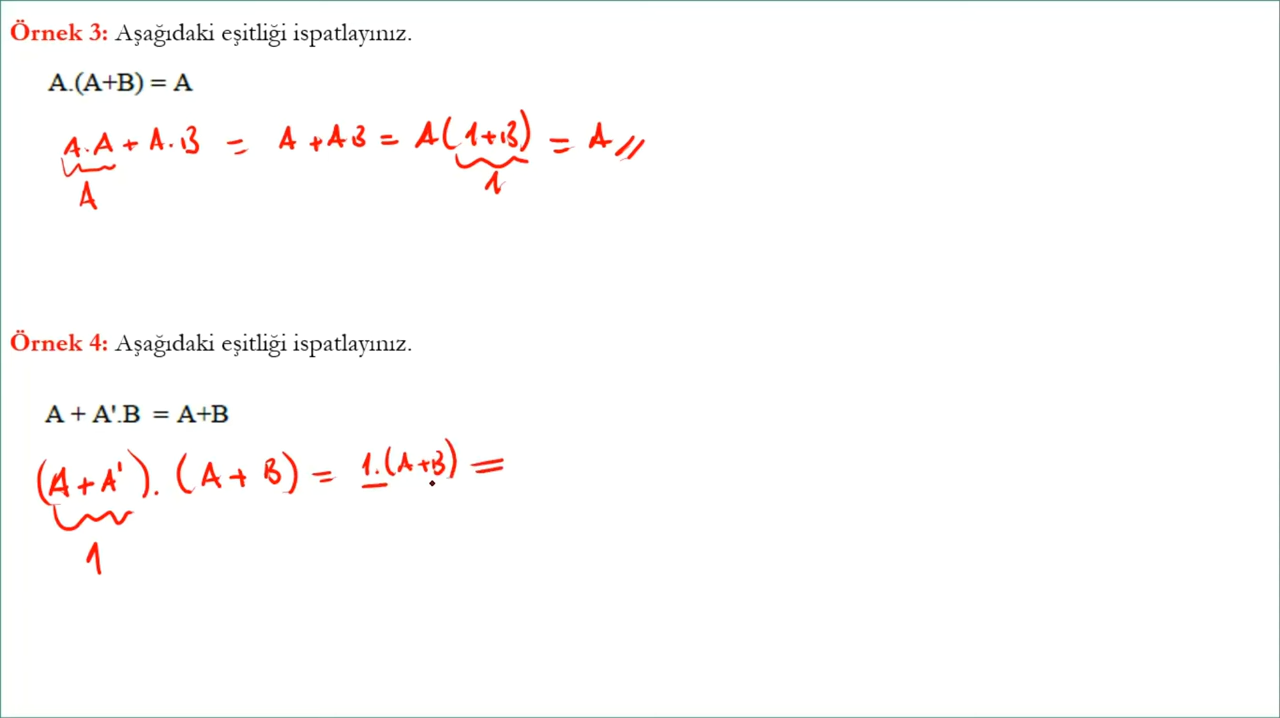 Örnek 3: Aşağıdaki eşitliği ispatlayınız.
A.(A+B) = A
A.A + A.B = A + AB = A(1+B) = A //
A 1
Örnek 4: Aşağıdaki eşitliği ispatlayınız.
A + A'.B = A+B
(A + A').(A + B) = 1.(A+B) =
1